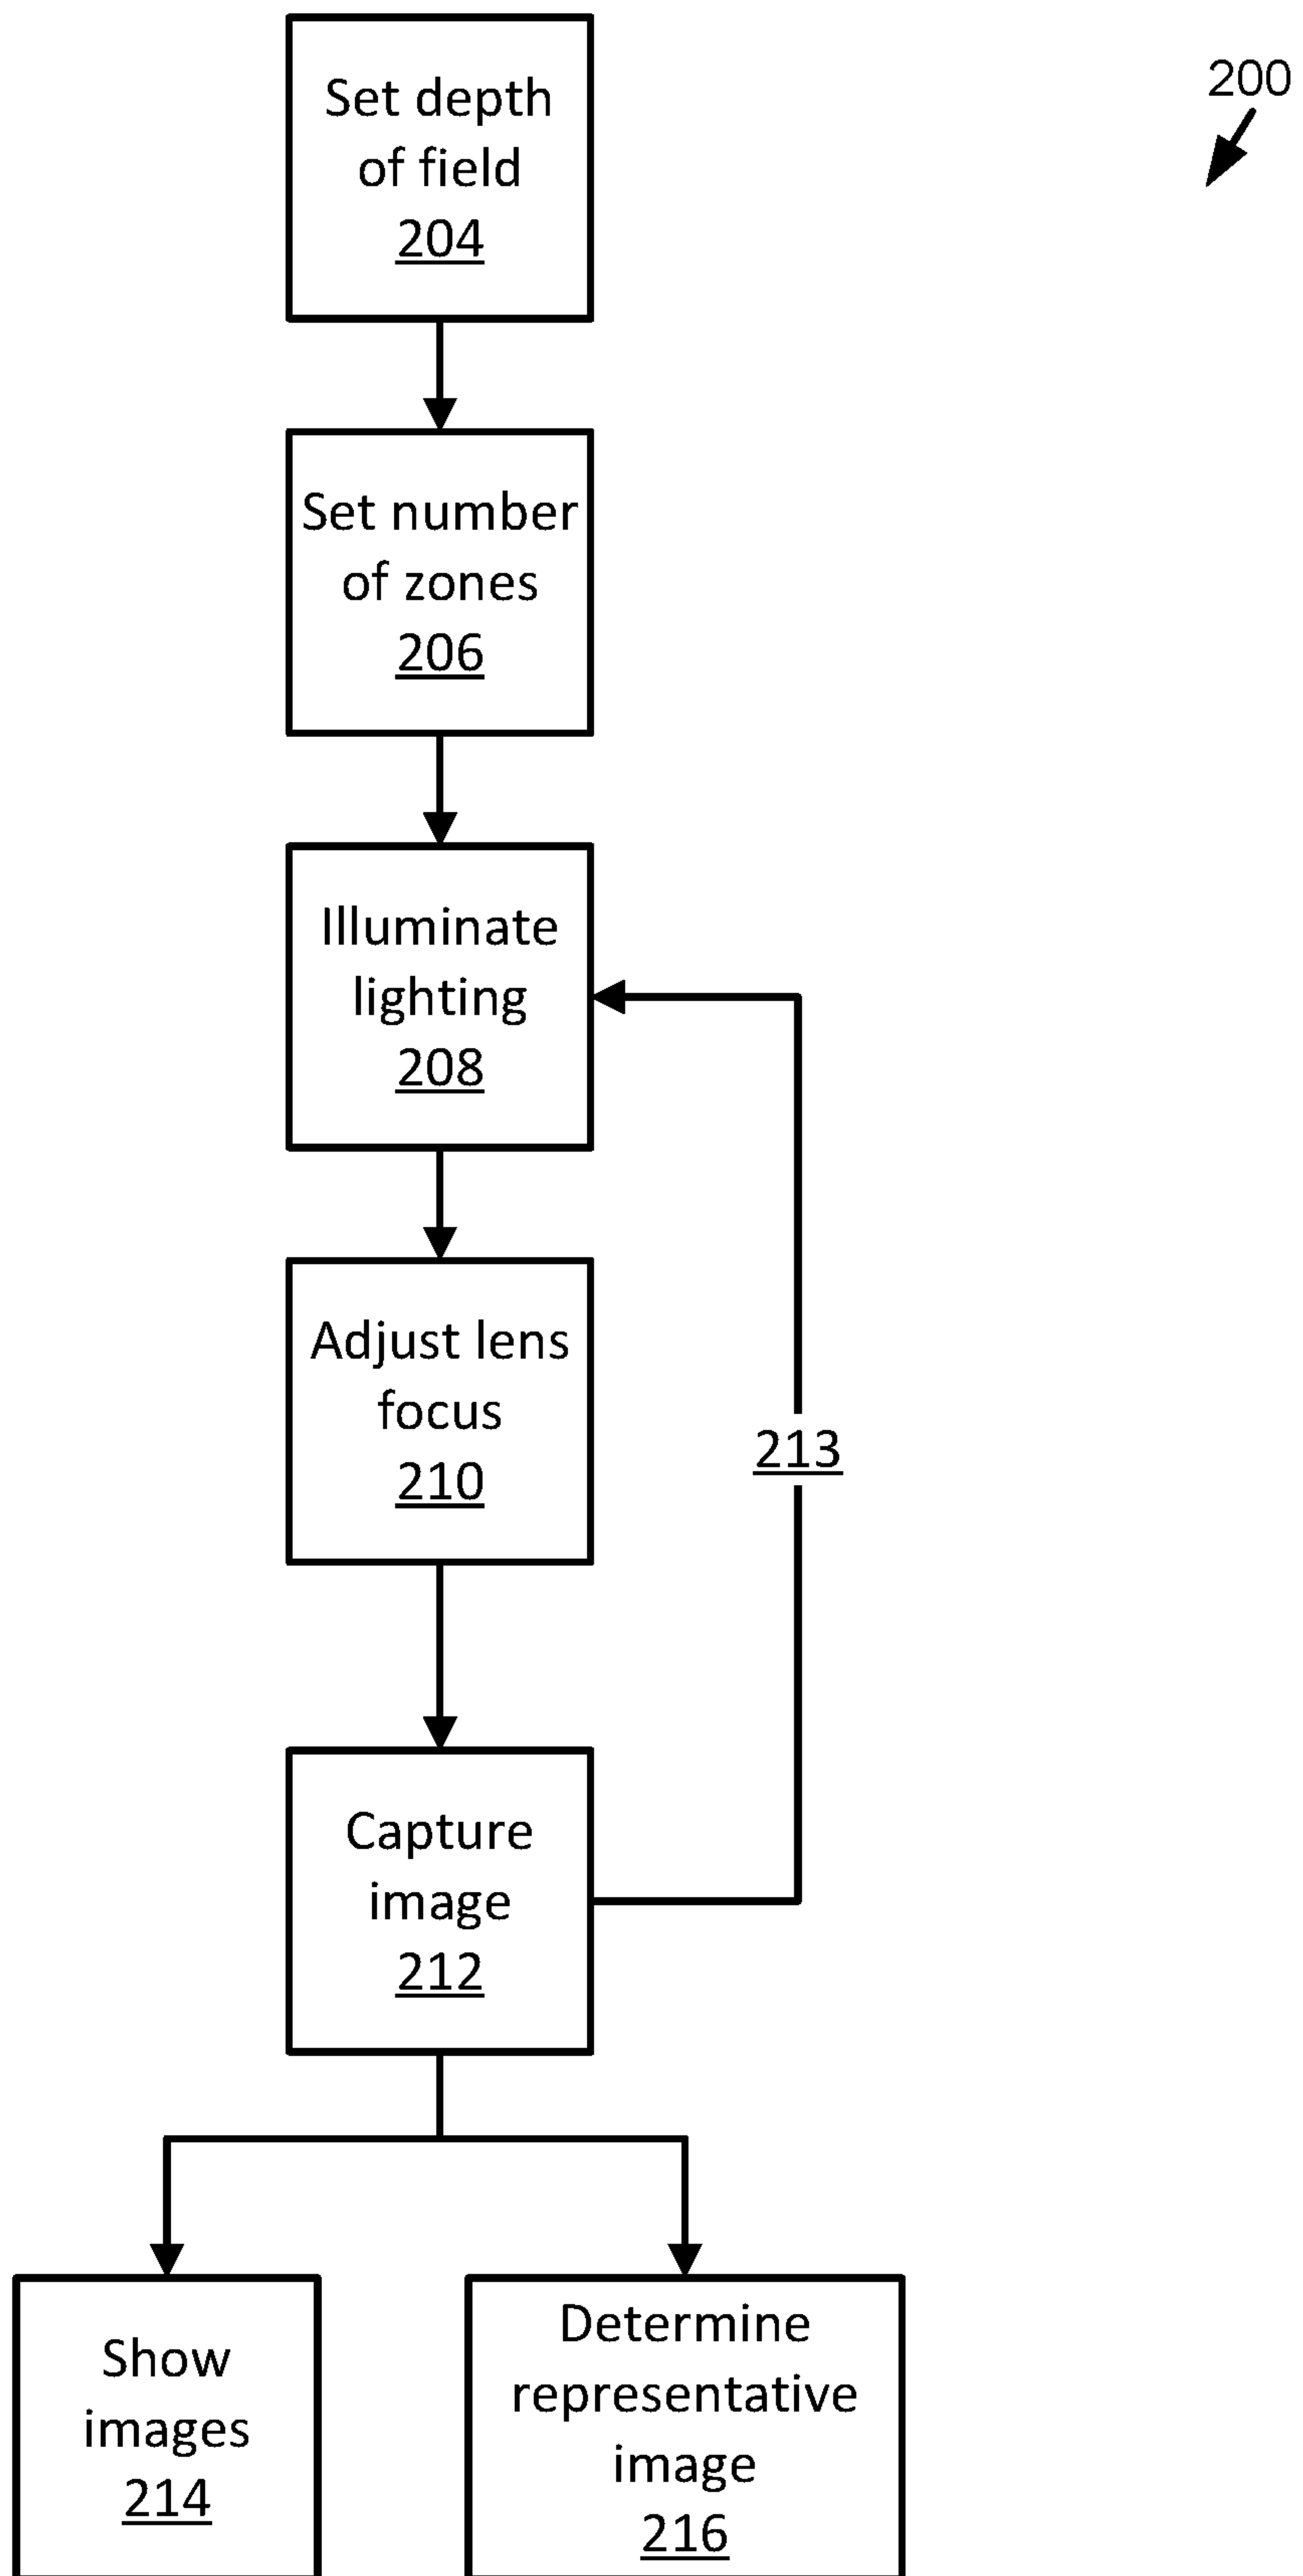 200
Set depth
of field
204
Set number
of zones
206
Illuminate
lighting
208
Adjust lens
focus
210
213
Capture
image
212
Show
images
214
Determine
representative
image
216